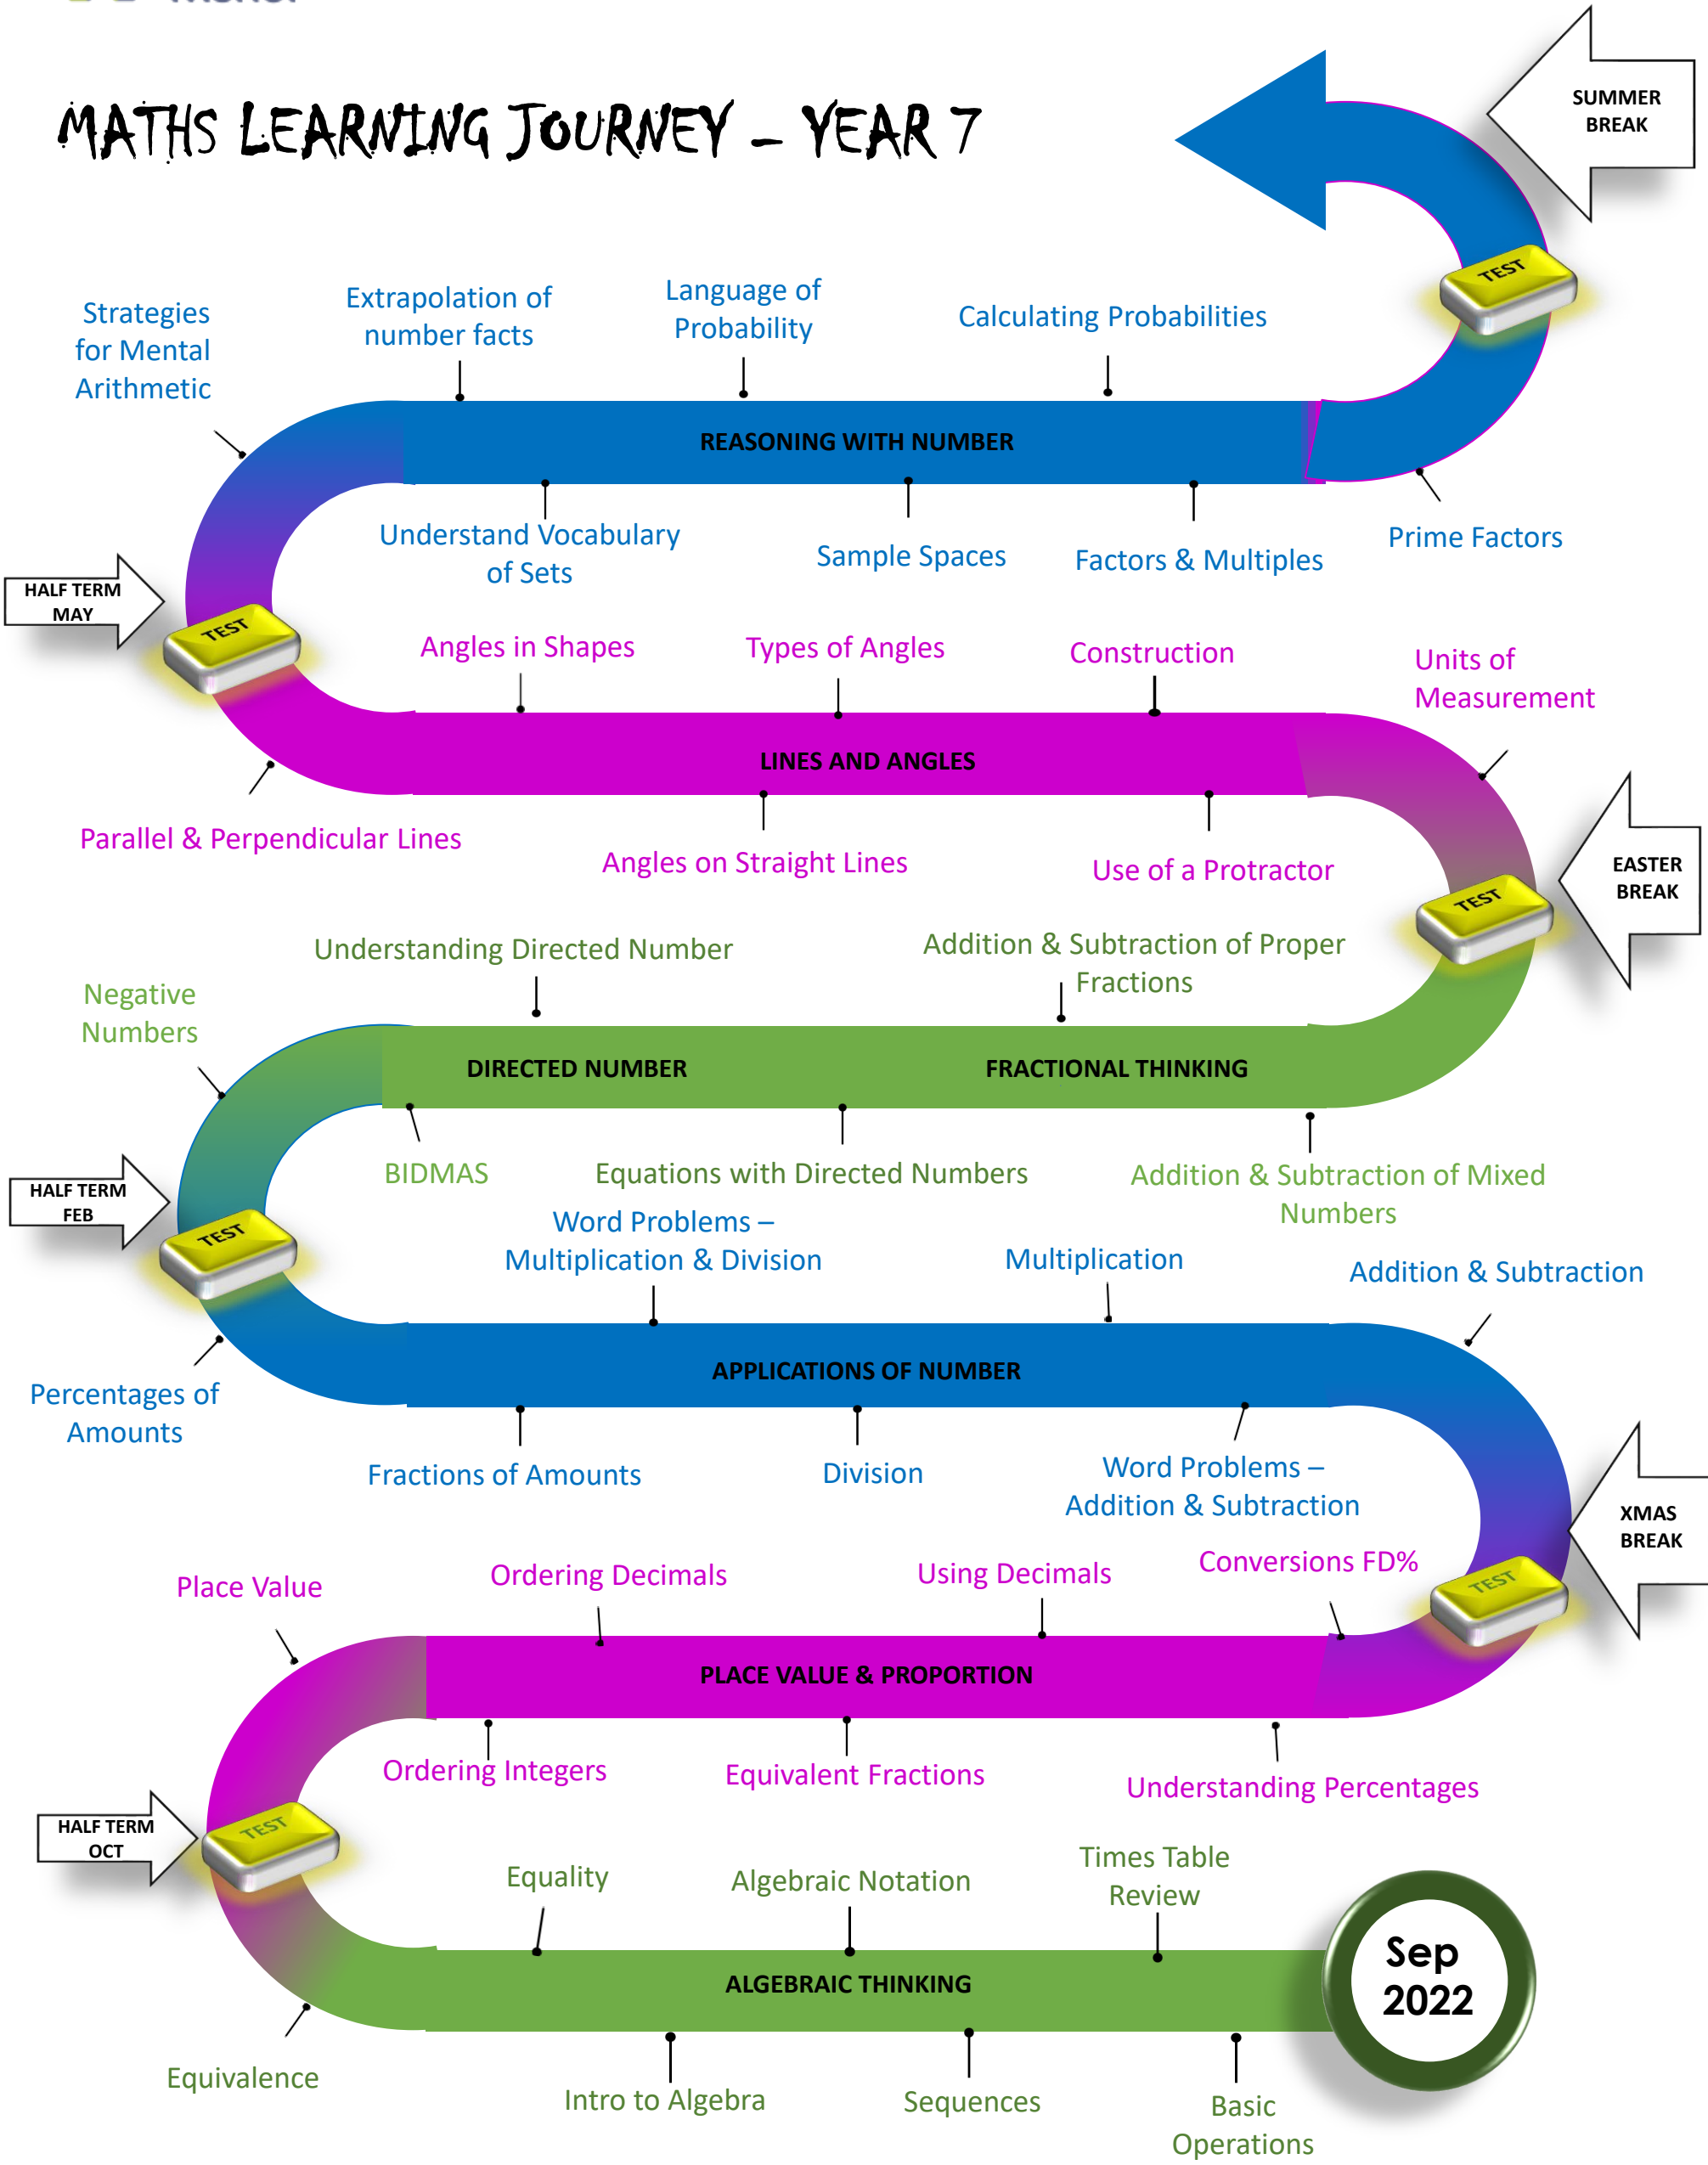 MATHS LEARNING JOURNEY – YEAR 7
SUMMER
BREAK
TEST
Strategies
for Mental
Arithmetic
Extrapolation of
number facts
Language of
Probability
Calculating Probabilities
REASONING WITH NUMBER
Understand Vocabulary
of Sets
Sample Spaces
Factors & Multiples
Prime Factors
HALF TERM
MAY
TEST
Angles in Shapes
Types of Angles
Construction
Units of
Measurement
LINES AND ANGLES
Parallel & Perpendicular Lines
Angles on Straight Lines
Use of a Protractor
EASTER
BREAK
TEST
Negative
Numbers
Understanding Directed Number
Addition & Subtraction of Proper
Fractions
DIRECTED NUMBER
FRACTIONAL THINKING
BIDMAS
Equations with Directed Numbers
Addition & Subtraction of Mixed
Numbers
HALF TERM
FEB
TEST
Word Problems –
Multiplication & Division
Multiplication
Addition & Subtraction
APPLICATIONS OF NUMBER
Percentages of
Amounts
Fractions of Amounts
Division
Word Problems –
Addition & Subtraction
XMAS
BREAK
TEST
Place Value
Ordering Decimals
Using Decimals
Conversions FD%
PLACE VALUE & PROPORTION
Ordering Integers
Equivalent Fractions
Understanding Percentages
HALF TERM
OCT
TEST
Equality
Algebraic Notation
Times Table
Review
ALGEBRAIC THINKING
Sep
2022
Equivalence
Intro to Algebra
Sequences
Basic
Operations